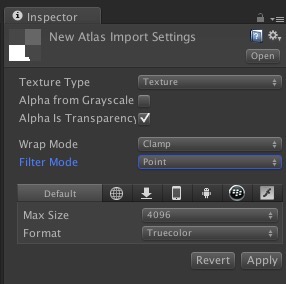 Inspector
New Atlas Import Settings
Open
Texture Type Texture
Alpha from Grayscale
Alpha Is Transparency
Wrap Mode Clamp
Filter Mode Point
Default
Max Size 4096
Format Truecolor
Revert Apply